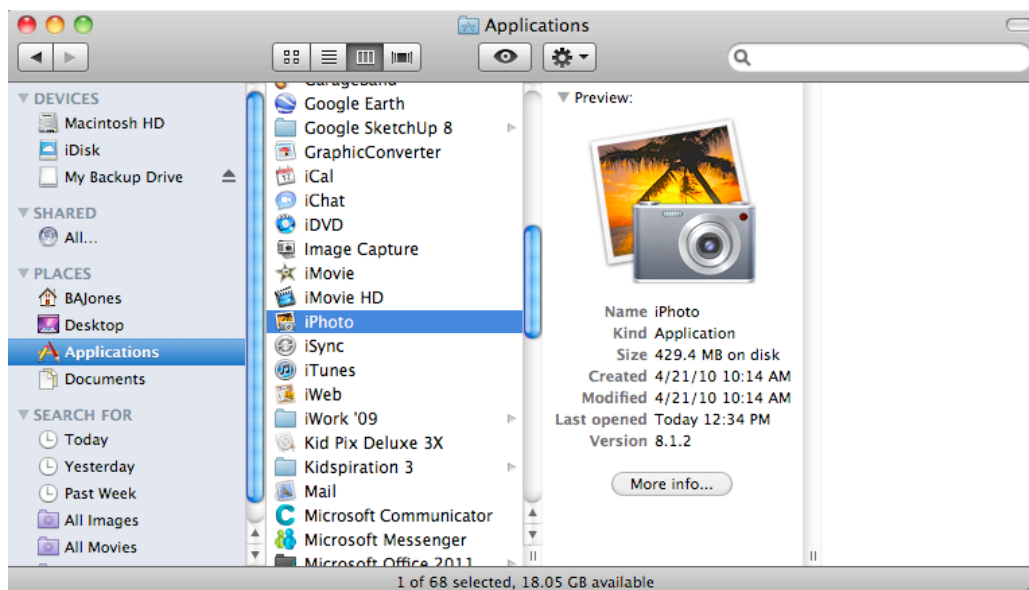 Applications
DEVICES
Macintosh HD
iDisk
My Backup Drive
SHARED
All...
PLACES
BAJones
Desktop
Applications
Documents
SEARCH FOR
Today
Yesterday
Past Week
All Images
All Movies
GarageBand
Google Earth
Google SketchUp 8
GraphicConverter
iCal
iChat
iDVD
Image Capture
iMovie
iMovie HD
iPhoto
iSync
iTunes
iWeb
iWork '09
Kid Pix Deluxe 3X
Kidspiration 3
Mail
Microsoft Communicator
Microsoft Messenger
Microsoft Office 2011
Preview:
Name iPhoto
Kind Application
Size 429.4 MB on disk
Created 4/21/10 10:14 AM
Modified 4/21/10 10:14 AM
Last opened Today 12:34 PM
Version 8.1.2
More info...
1 of 68 selected, 18.05 GB available